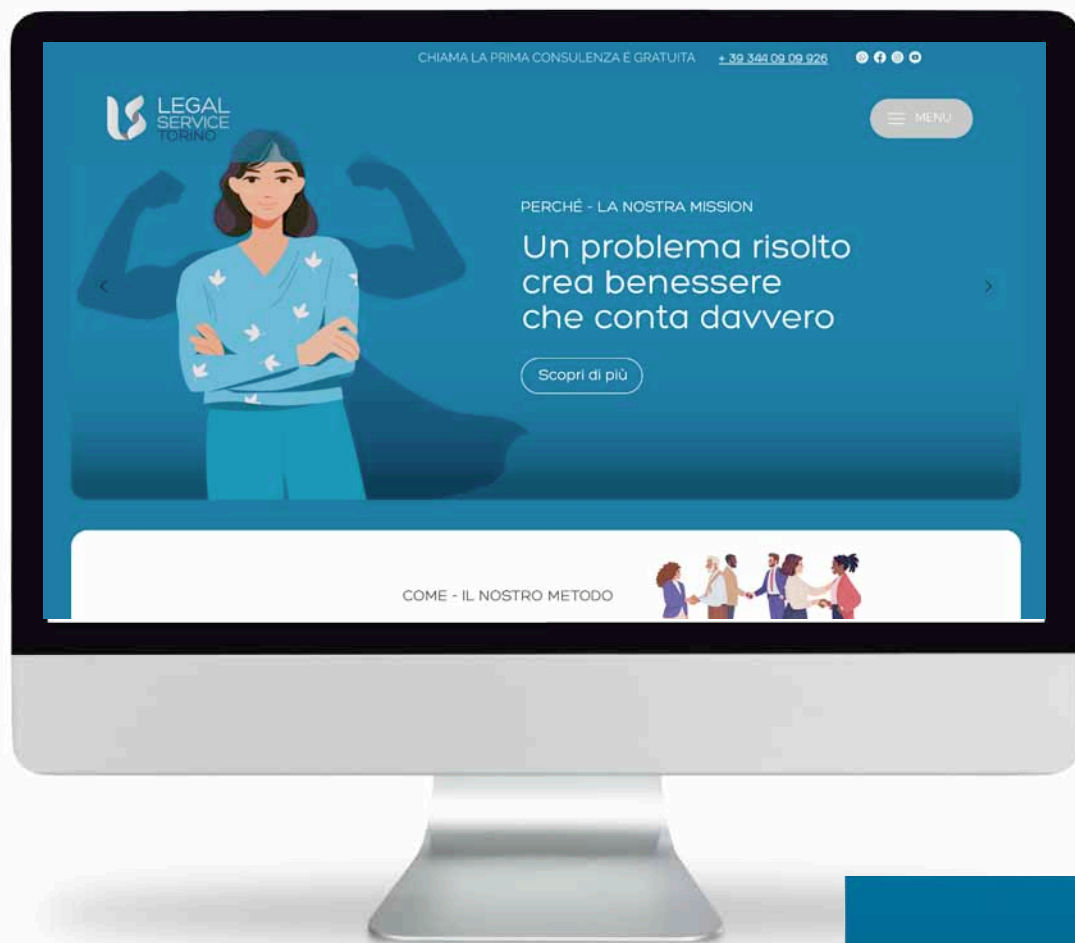 CHIAMA LA PRIMA CONSULENZA É GRATUITA + 39 344 09 09 926
LEGAL
SERVICE
TORINO
MENU
PERCHÉ - LA NOSTRA MISSION
Un problema risolto
crea benessere
che conta davvero
Scopri di più
COME - IL NOSTRO METODO